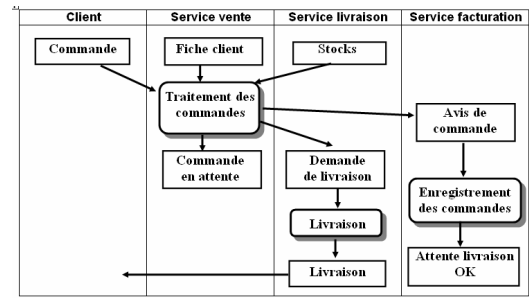 Client
Service vente
Service livraison
Service facturation
Commande
Fiche client
Stocks
Traitement des
commandes
Avis de
commande
Commande
en attente
Demande
de livraison
Enregistrement
des commandes
Livraison
Attente livraison
OK
Livraison